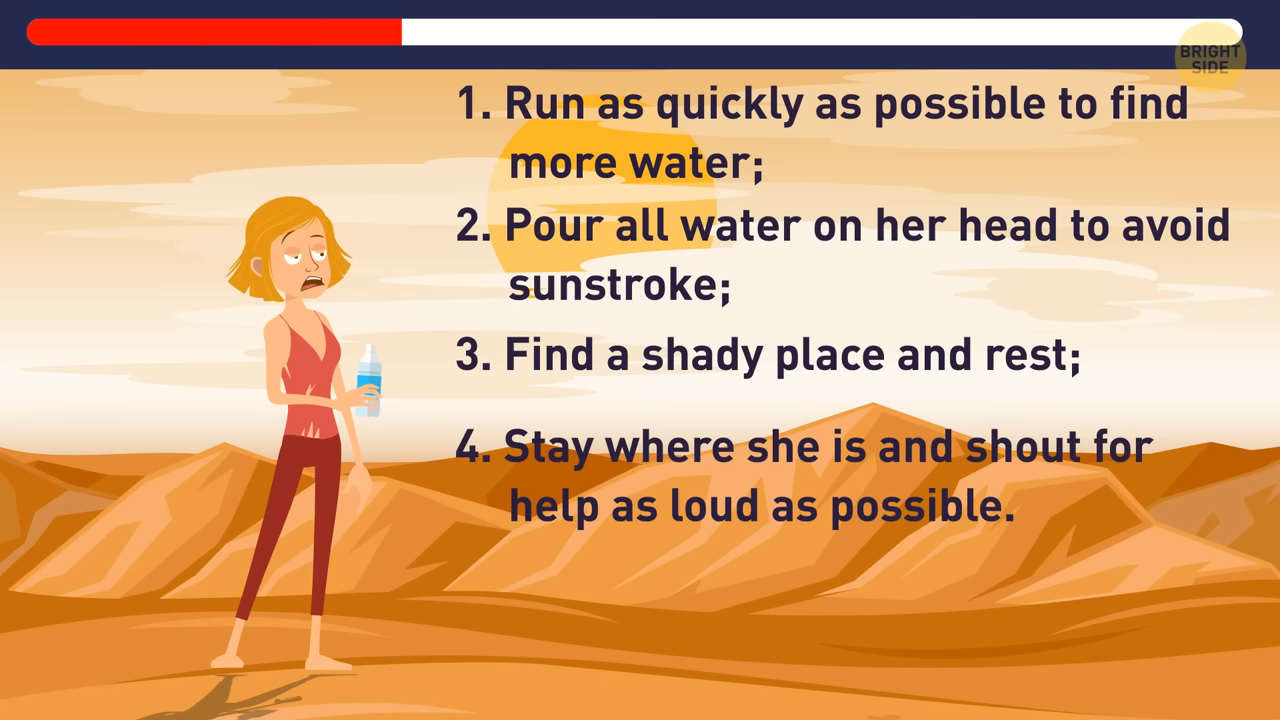 BRIGHT
SIDE
1. Run as quickly as possible to find
more water;
2. Pour all water on her head to avoid
sunstroke;
3. Find a shady place and rest;
4. Stay where she is and shout for
help as loud as possible.